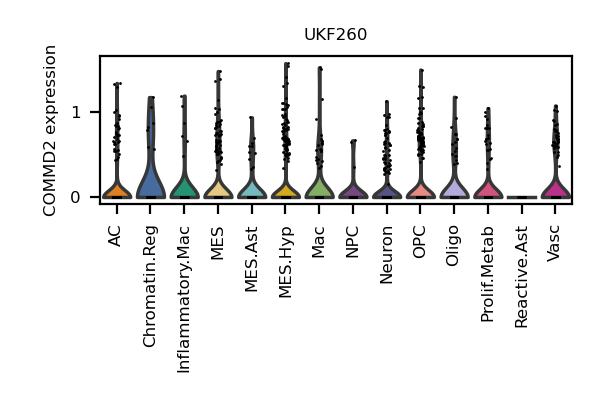 UKF260
COMMD2 expression
1
0
AC
Chromatin.Reg
Inflammatory.Mac
MES
MES.Ast
MES.Hyp
Mac
NPC
Neuron
OPC
Oligo
Prolif.Metab
Reactive.Ast
Vasc